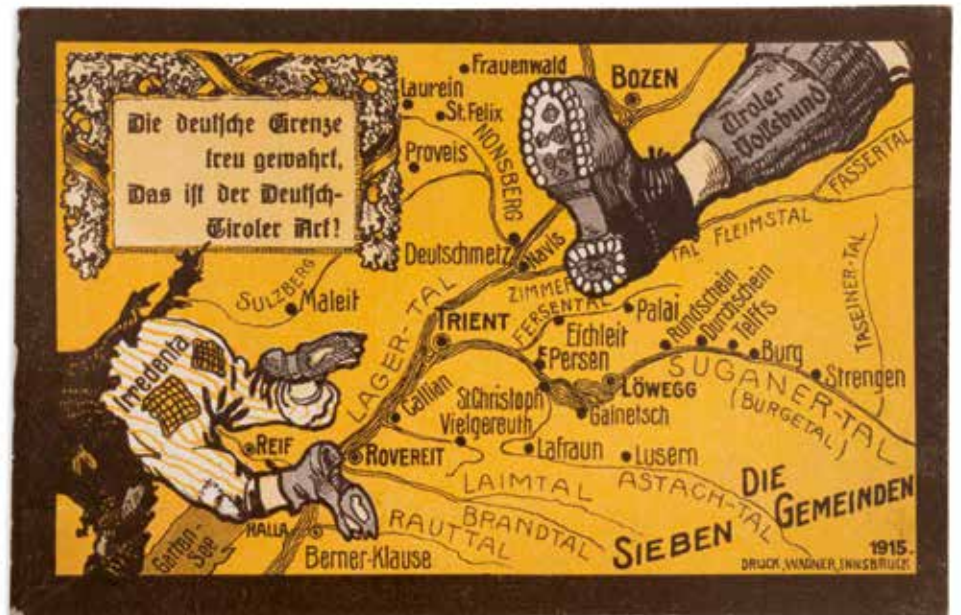 Die deutsche Grenze
treu gewahrt,
Das ist der Deutsch-
Tiroler Art!
Frauenwald
Laurein
St. Felix
Proveis
NONSBERG
BOZEN
Tiroler
Volksbund
FASSERTAL
FLEIMSTAL
TAL
Deutschmetz
Navis
ZIMMER
FERSENTAL
SULZBERG
Maleit
LAGER-TAL
TRIENT
Palai
Eichleit
Persen
Rundschein
Durchschein
Telffs
Burg
Strengen
TASEINER-TAL
SUGANER-TAL
(BURGETAL)
LÖWEGG
Gainetsch
Irredenta
Callian
St Christoph
Vielgereuth
REIF
ROVEREIT
Lafraun
Lusern
LAIMTAL
ASTACH-TAL
BRANDTAL
RAUTTAL
HALLA
Garten-
See
Berner-Klause
DIE
SIEBEN GEMEINDEN
1915.
DRUCK, WAGNER, INNSBRUCK